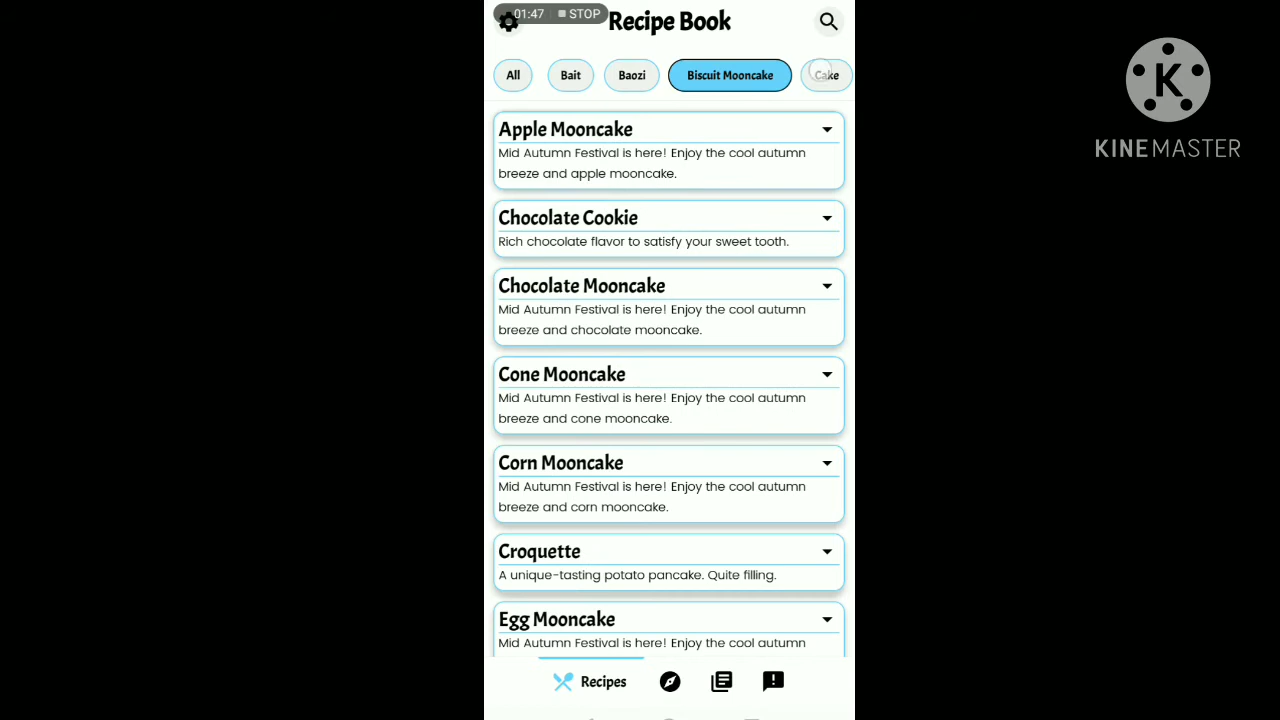 01:47 STOP
Recipe Book
All
Bait
Baozi
Biscuit Mooncake
Cake
KINEMASTER
Apple Mooncake
Mid Autumn Festival is here! Enjoy the cool autumn
breeze and apple mooncake.
Chocolate Cookie
Rich chocolate flavor to satisfy your sweet tooth.
Chocolate Mooncake
Mid Autumn Festival is here! Enjoy the cool autumn
breeze and chocolate mooncake.
Cone Mooncake
Mid Autumn Festival is here! Enjoy the cool autumn
breeze and cone mooncake.
Corn Mooncake
Mid Autumn Festival is here! Enjoy the cool autumn
breeze and corn mooncake.
Croquette
A unique-tasting potato pancake. Quite filling.
Egg Mooncake
Mid Autumn Festival is here! Enjoy the cool autumn
Recipes